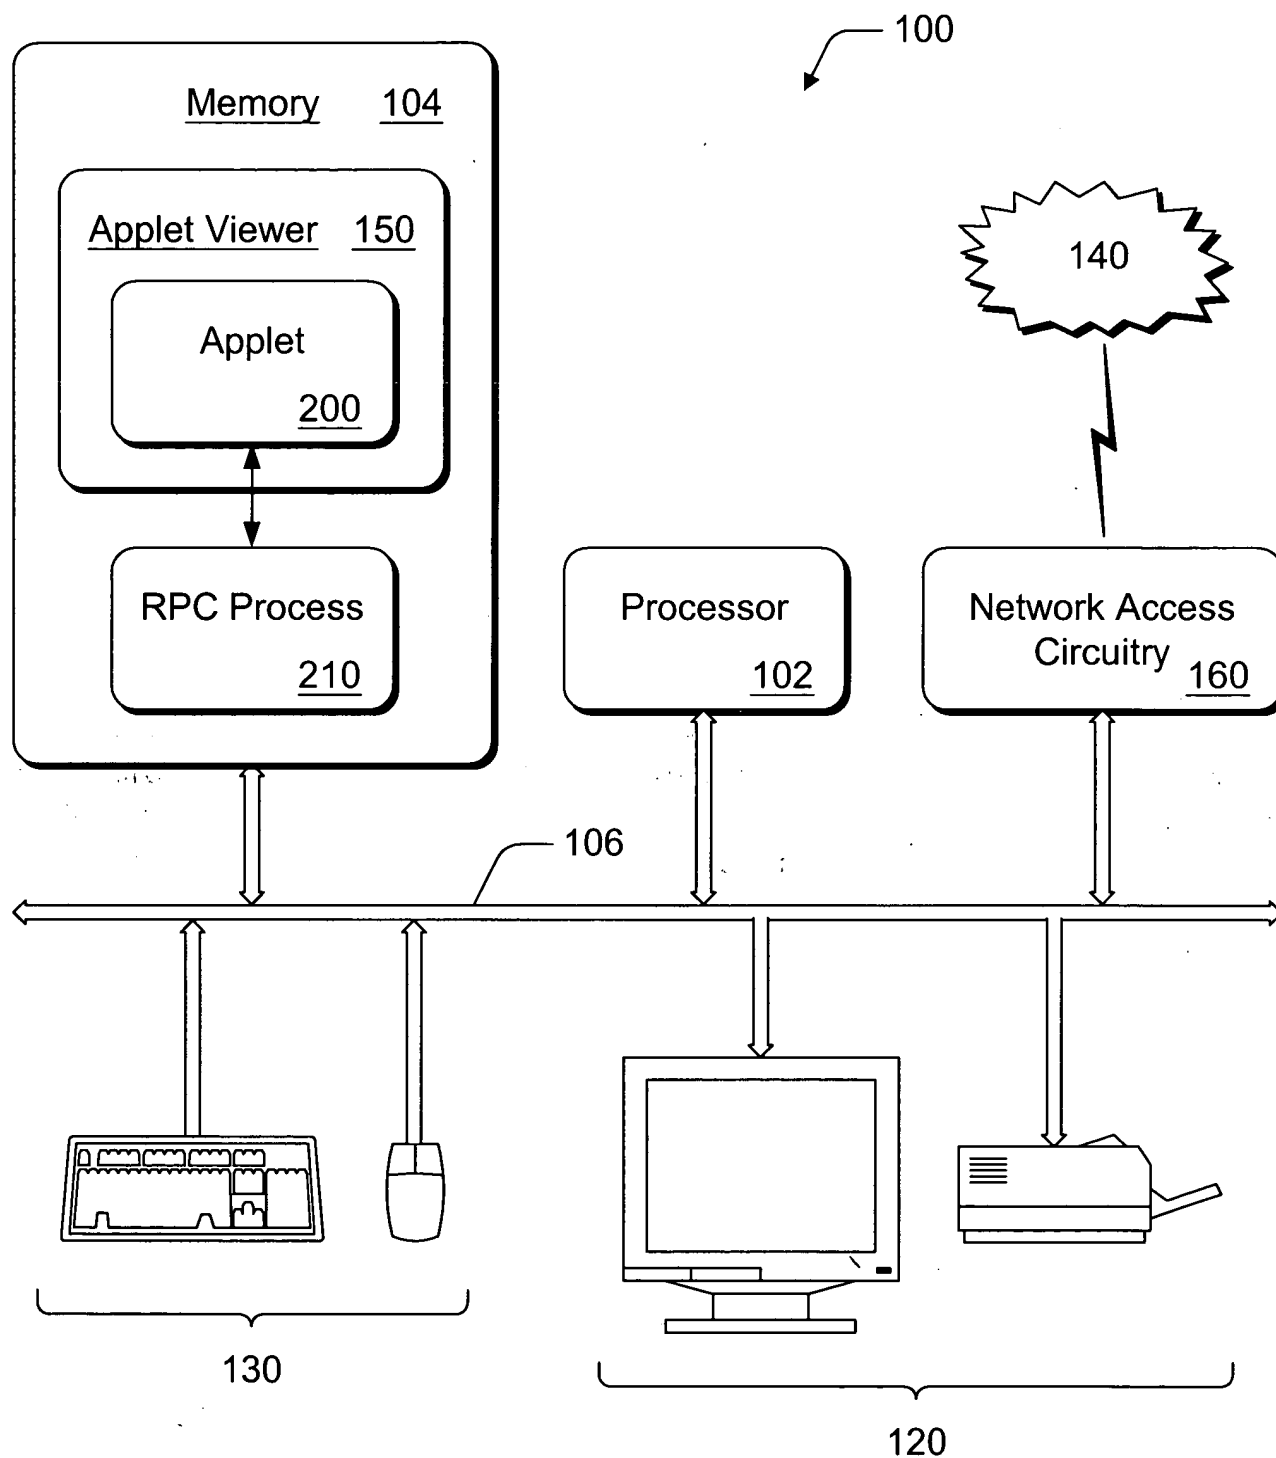 100
Memory 104
Applet Viewer 150
140
Applet
200
RPC Process
210
Processor
102
Network Access
Circuitry
160
106
130
120